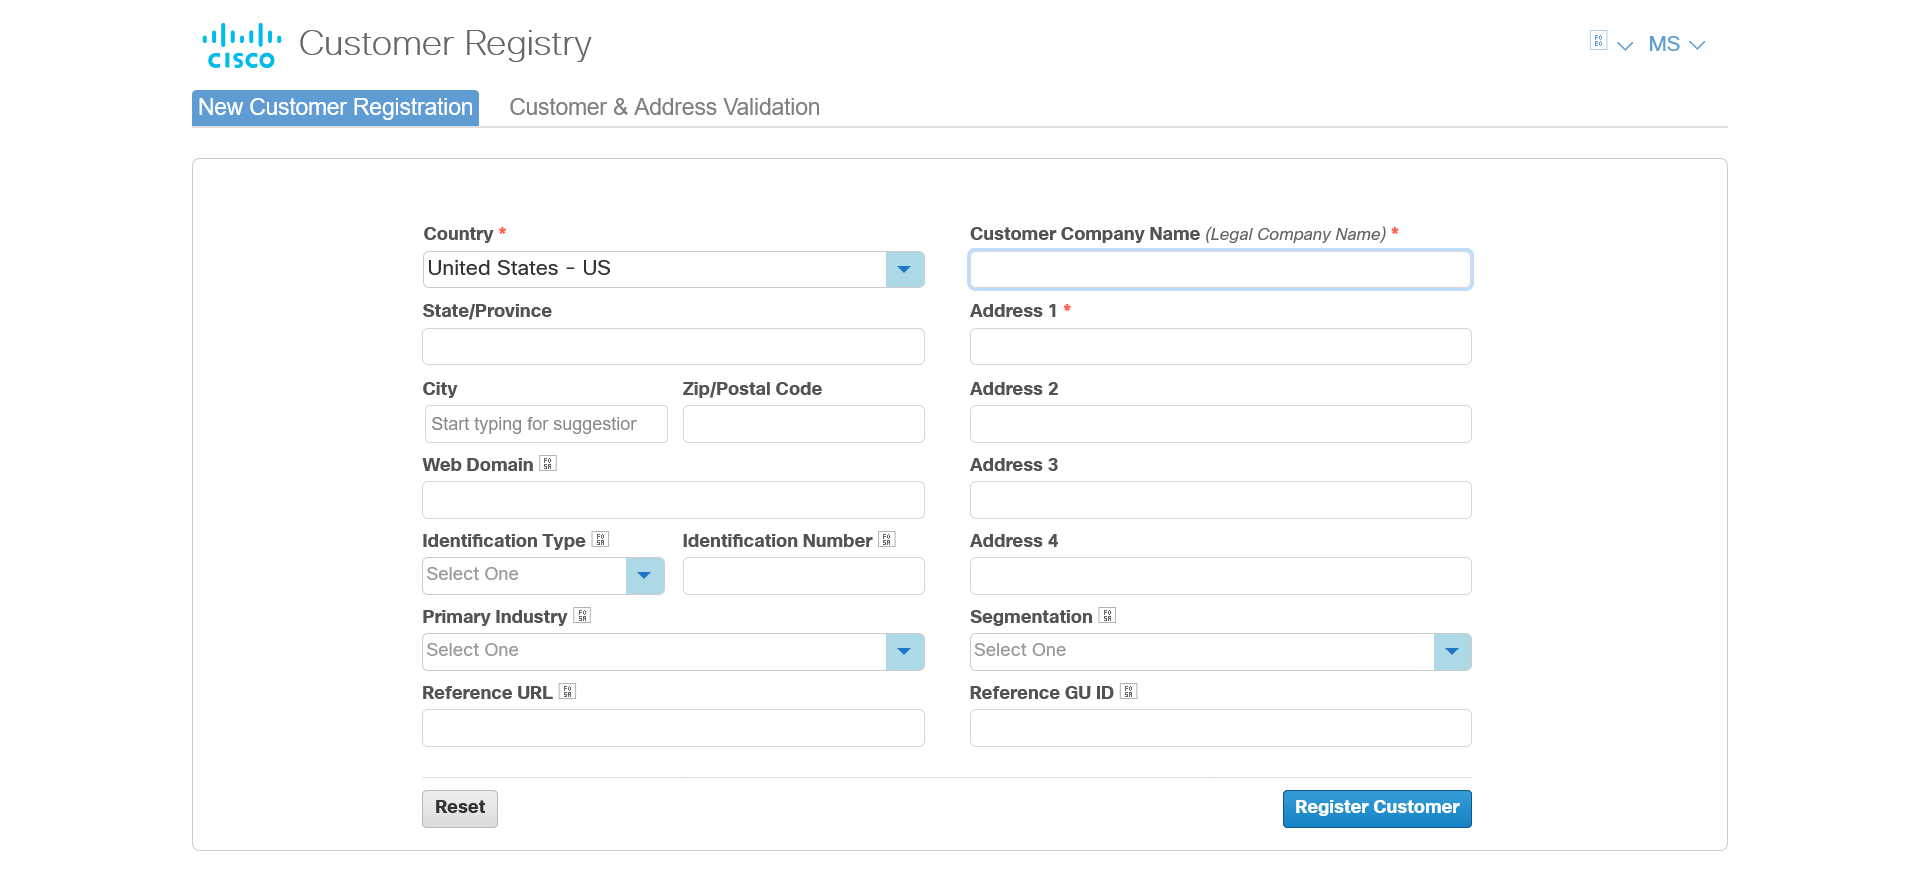 CISCO Customer Registry
MS
New Customer Registration Customer & Address Validation
Country * Customer Company Name (Legal Company Name) *
United States - US
State/Province Address 1 *
City Zip/Postal Code Address 2
Start typing for suggestior
Web Domain Address 3
Identification Type Identification Number Address 4
Select One
Primary Industry Segmentation
Select One Select One
Reference URL Reference GU ID
Reset Register Customer